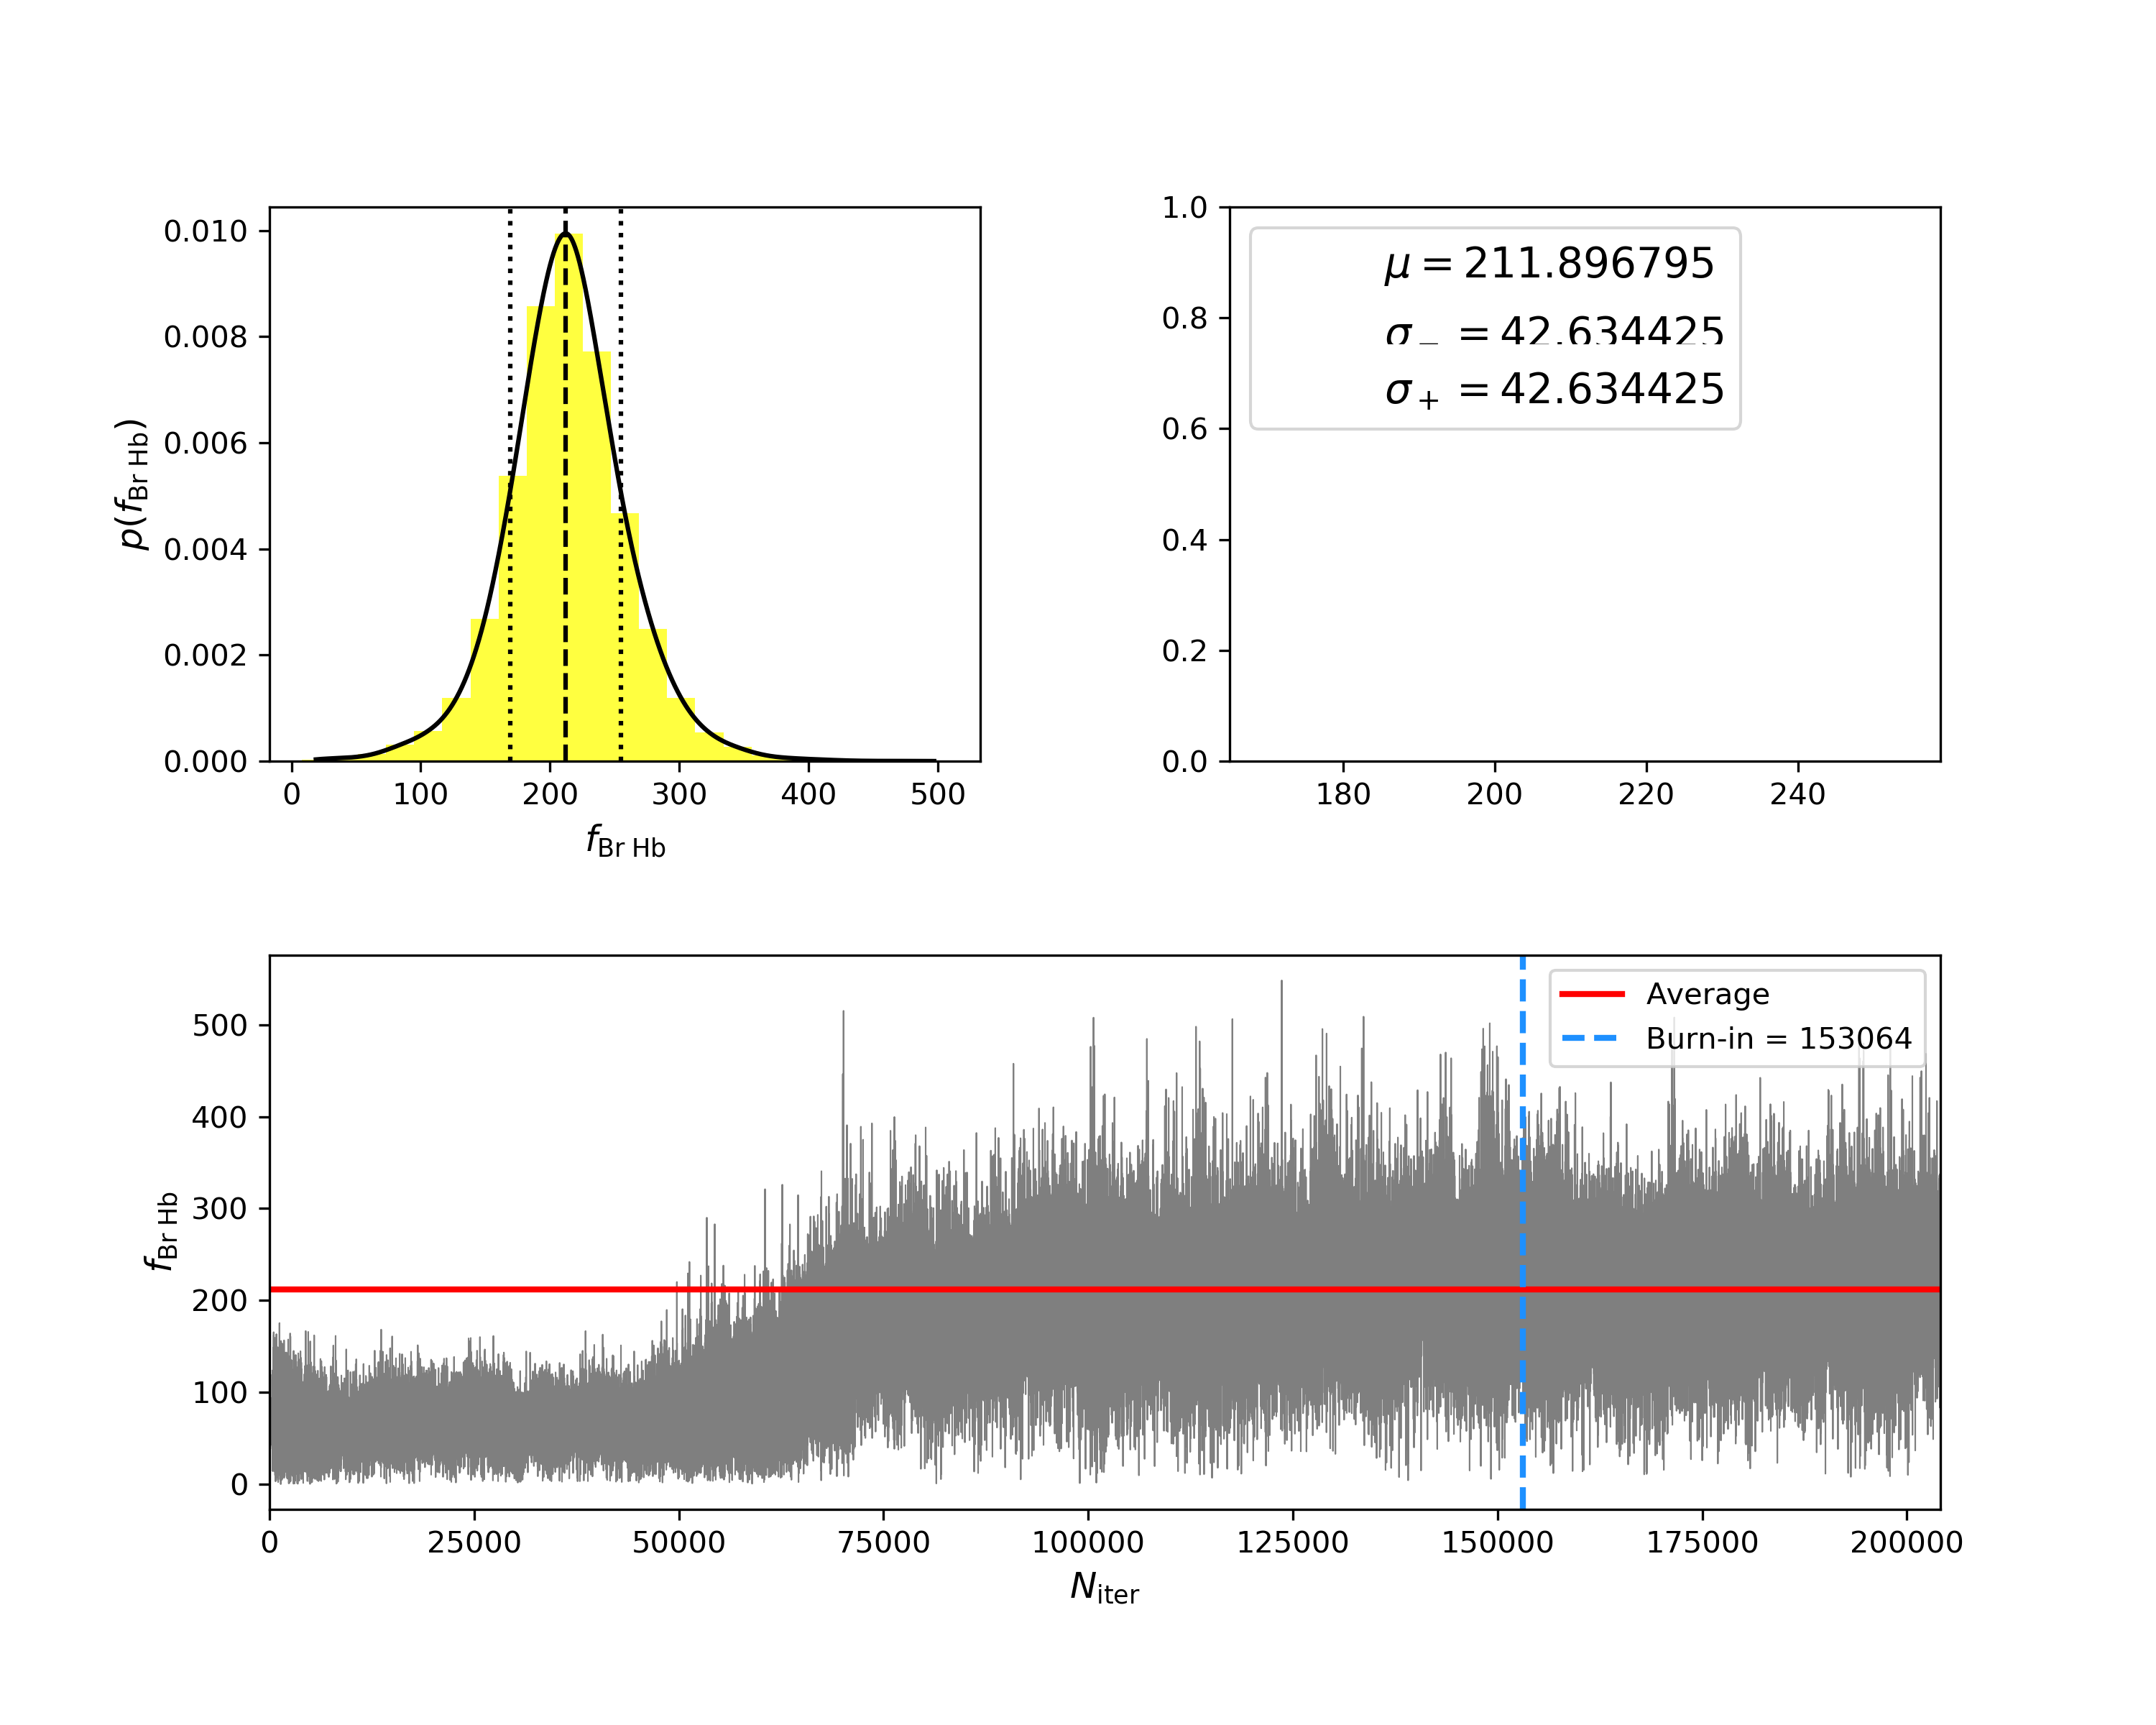 0.010
0.008
0.006
0.004
0.002
0.000
p(f_Br Hb)
0 100 200 300 400 500
f_Br Hb
1.0
0.8
0.6
0.4
0.2
0.0
μ = 211.896795
σ_− = 42.634425
σ_+ = 42.634425
180 200 220 240
500
400
300
200
100
0
f_Br Hb
Average
Burn-in = 153064
0 25000 50000 75000 100000 125000 150000 175000 200000
N_iter